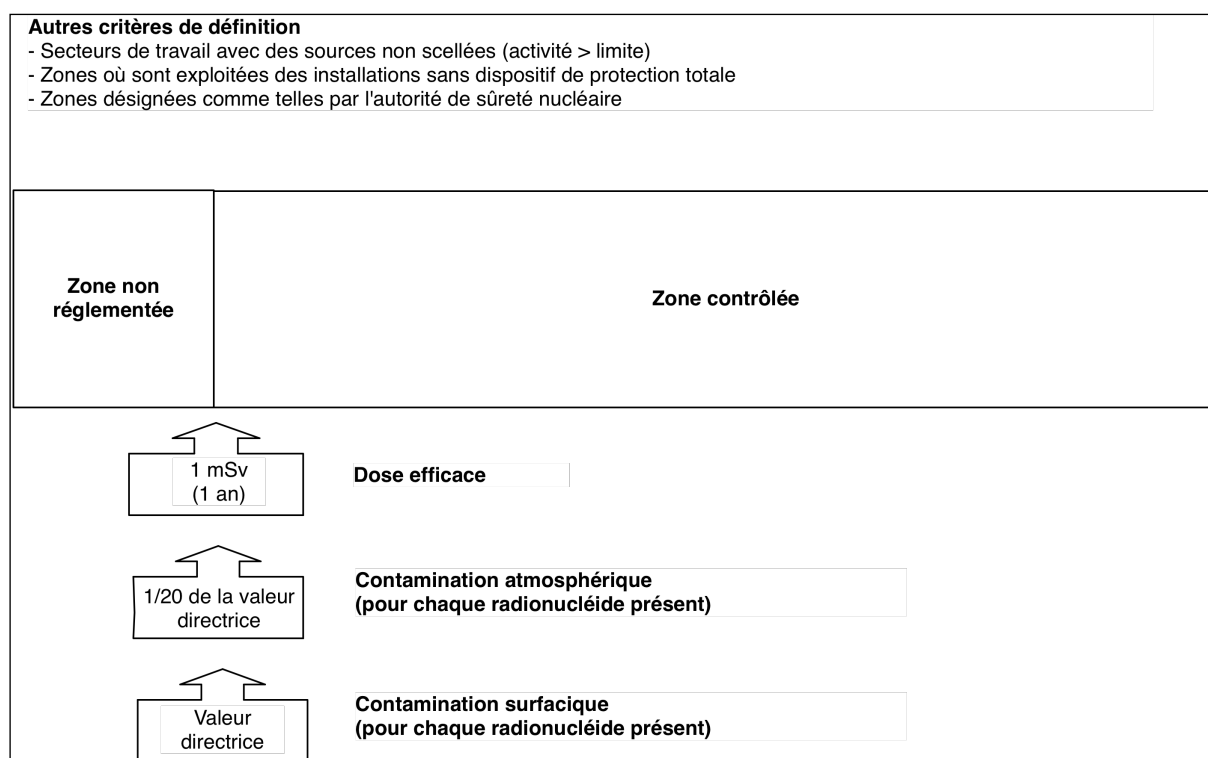 Autres critères de définition
- Secteurs de travail avec des sources non scellées (activité > limite)
- Zones où sont exploitées des installations sans dispositif de protection totale
- Zones désignées comme telles par l'autorité de sûreté nucléaire
Zone non
réglementée
Zone contrôlée
1 mSv
(1 an)
Dose efficace
1/20 de la valeur
directrice
Contamination atmosphérique
(pour chaque radionucléide présent)
Valeur
directrice
Contamination surfacique
(pour chaque radionucléide présent)